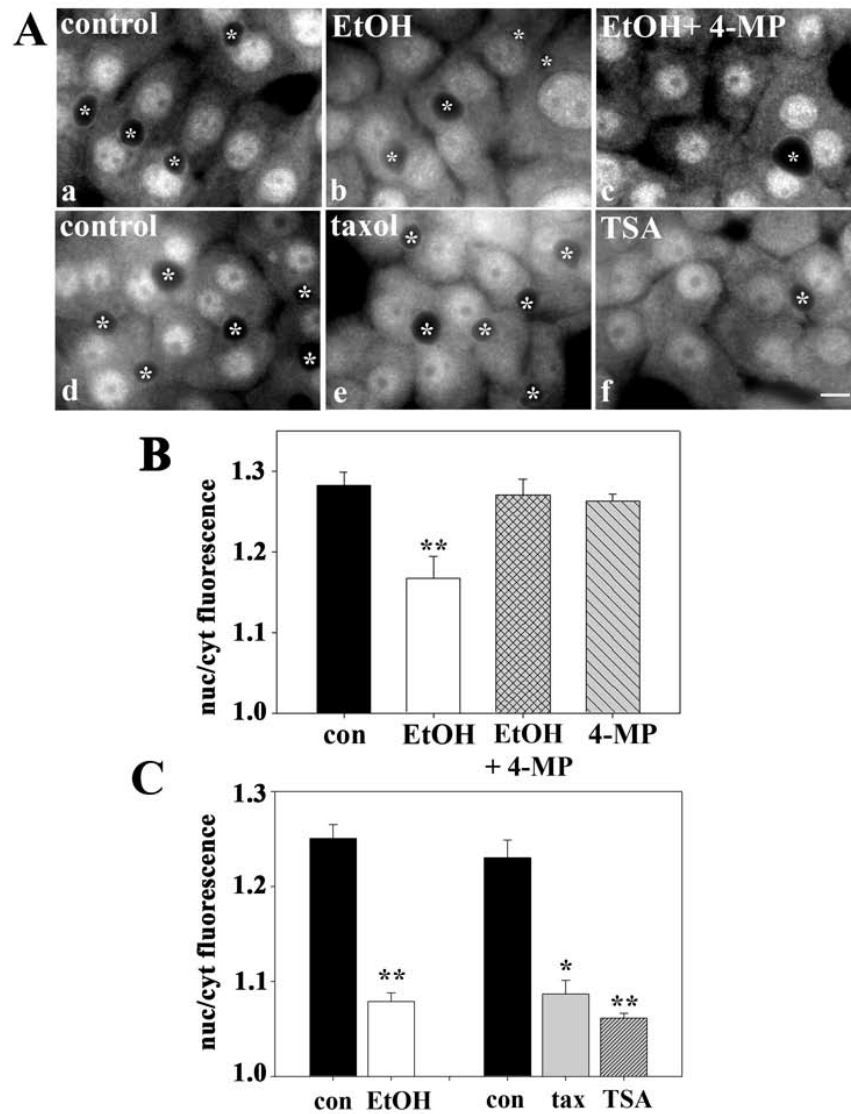 A
control EtOH EtOH+ 4-MP
* * * * * * * * *
a b c
control taxol TSA
* * * * * * * * * * * * *
d e f
B
nuc/cyt fluorescence
1.3
1.2
1.1
1.0
**
con EtOH EtOH + 4-MP 4-MP
C
nuc/cyt fluorescence
1.3
1.2
1.1
1.0
** * **
con EtOH con tax TSA